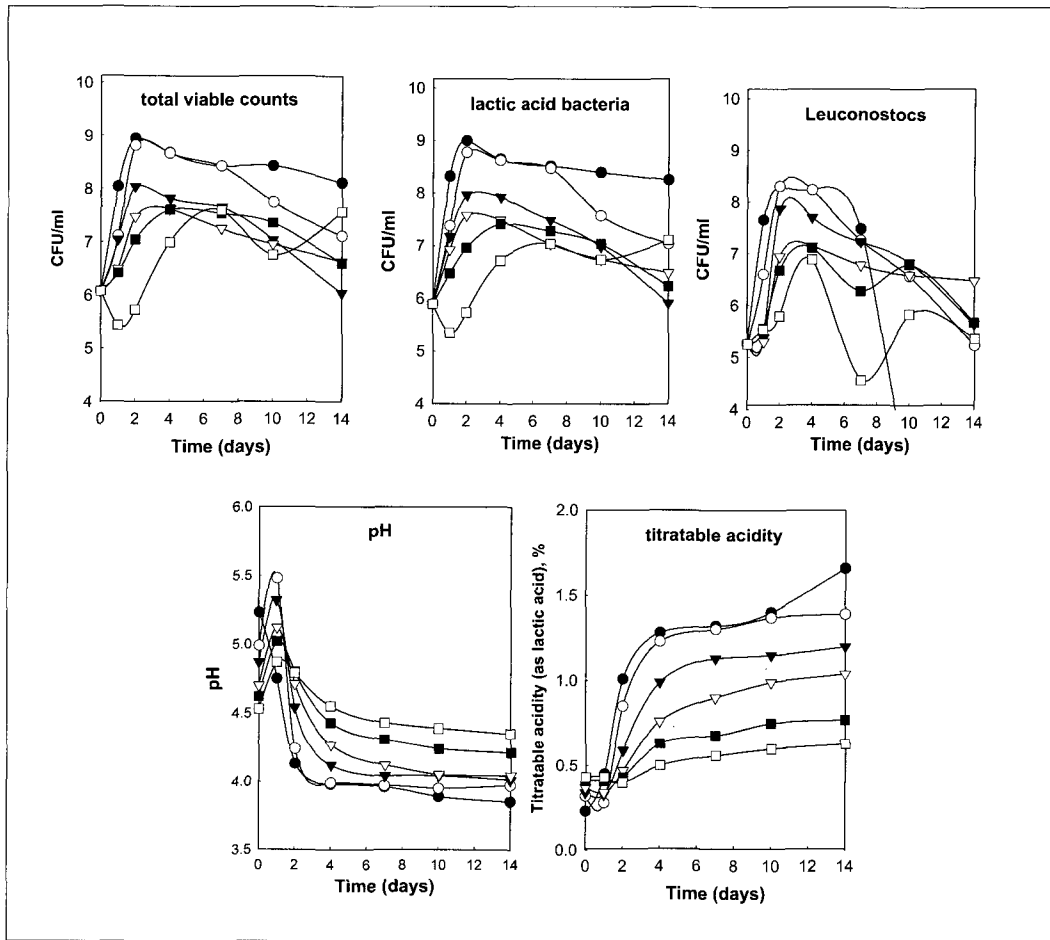 total viable counts
CFU/ml
10
9
8
7
6
5
4
0 2 4 6 8 10 12 14
Time (days)
lactic acid bacteria
CFU/ml
10
9
8
7
6
5
4
0 2 4 6 8 10 12 14
Time (days)
Leuconostocs
CFU/ml
10
9
8
7
6
5
4
0 2 4 6 8 10 12 14
Time (days)
pH
pH
6.0
5.5
5.0
4.5
4.0
3.5
0 2 4 6 8 10 12 14
Time (days)
titratable acidity
Titratable acidity (as lactic acid), %
2.0
1.5
1.0
0.5
0.0
0 2 4 6 8 10 12 14
Time (days)